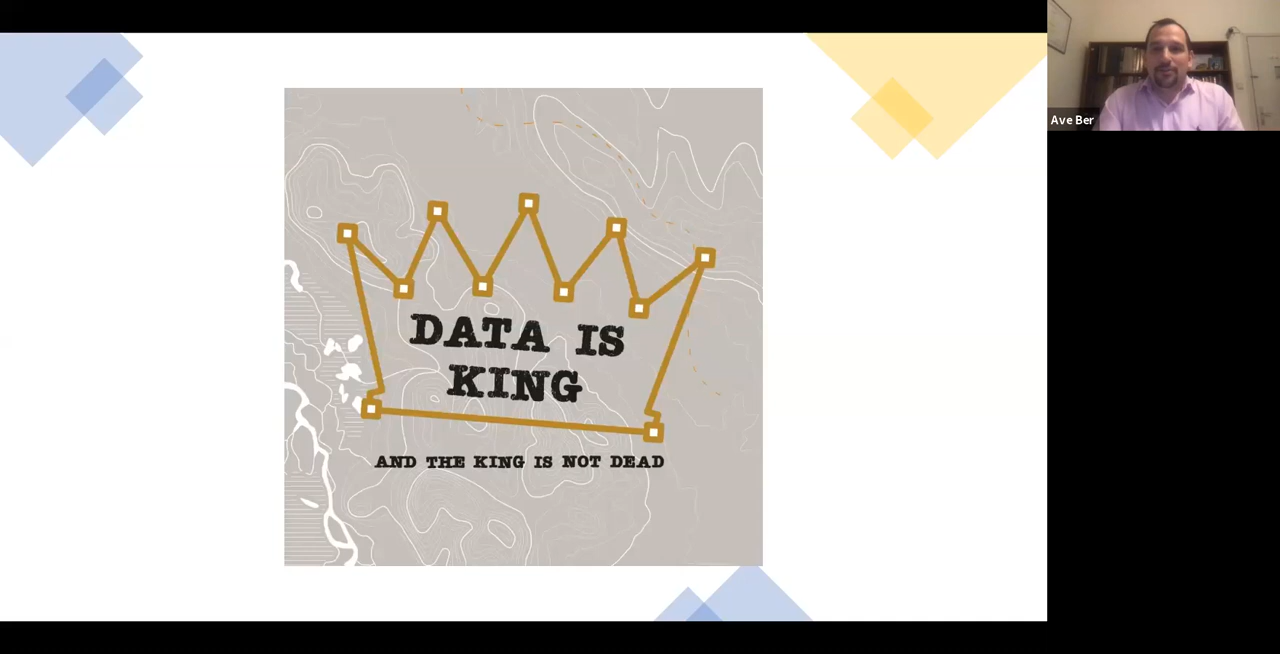 DATA IS
KING
AND THE KING IS NOT DEAD
Ave Ber